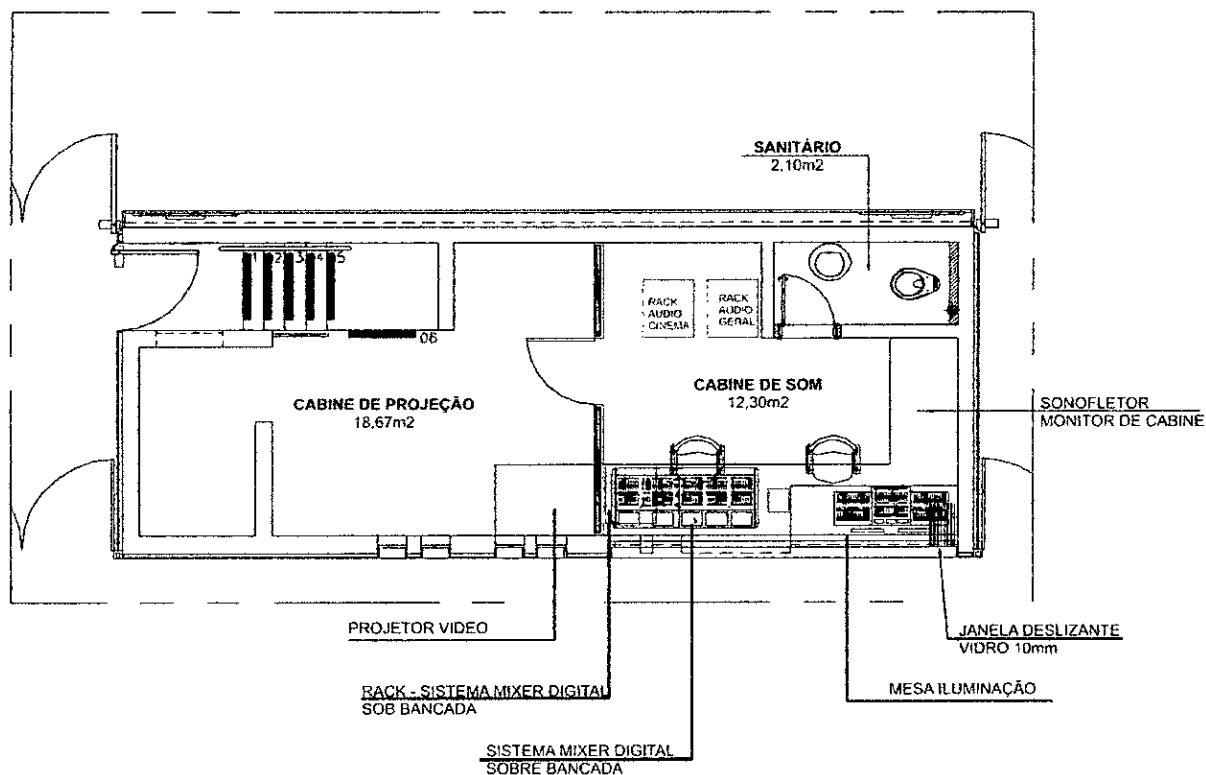 SANITÁRIO
2,10m2
1 2 3 4 5
RACK
AUDIO
CINEMA
RACK
AUDIO
GERAL
06
CABINE DE PROJEÇÃO
18,67m2
CABINE DE SOM
12,30m2
SONOFLETOR
MONITOR DE CABINE
PROJETOR VIDEO
JANELA DESLIZANTE
VIDRO 10mm
RACK - SISTEMA MIXER DIGITAL
SOB BANCADA
MESA ILUMINAÇÃO
SISTEMA MIXER DIGITAL
SOBRE BANCADA